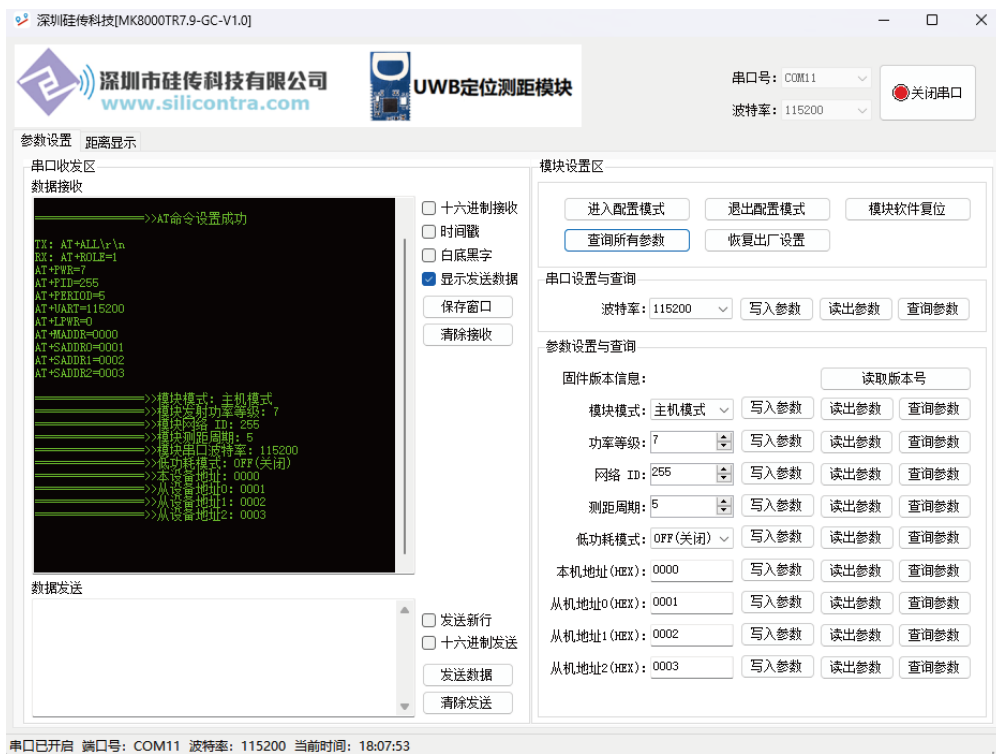 深圳硅传科技[MK8000TR7.9-GC-V1.0]
深圳市硅传科技有限公司
www.silicontra.com
UWB定位测距模块
串口号: COM11
波特率: 115200
关闭串口
参数设置 距离显示
串口收发区
数据接收
>>AT命令设置成功
TX: AT+ALL\r\n
RX: AT+ROLE=1
AT+PWR=7
AT+PID=255
AT+PERIOD=5
AT+UART=115200
AT+LPWR=0
AT+MADDR=0000
AT+SADDR0=0001
AT+SADDR1=0002
AT+SADDR2=0003
>>模块模式: 主机模式
>>模块发射功率等级: 7
>>模块网络 ID: 255
>>模块测距周期: 5
>>模块串口波特率: 115200
>>低功耗模式: OFF(关闭)
>>本设备地址: 0000
>>从设备地址0: 0001
>>从设备地址1: 0002
>>从设备地址2: 0003
十六进制接收
时间戳
白底黑字
显示发送数据
保存窗口
清除接收
数据发送
发送新行
十六进制发送
发送数据
清除发送
模块设置区
进入配置模式 退出配置模式 模块软件复位
查询所有参数 恢复出厂设置
串口设置与查询
波特率: 115200 写入参数 读出参数 查询参数
参数设置与查询
固件版本信息: 读取版本号
模块模式: 主机模式 写入参数 读出参数 查询参数
功率等级: 7 写入参数 读出参数 查询参数
网络 ID: 255 写入参数 读出参数 查询参数
测距周期: 5 写入参数 读出参数 查询参数
低功耗模式: OFF(关闭) 写入参数 读出参数 查询参数
本机地址(HEX): 0000 写入参数 读出参数 查询参数
从机地址0(HEX): 0001 写入参数 读出参数 查询参数
从机地址1(HEX): 0002 写入参数 读出参数 查询参数
从机地址2(HEX): 0003 写入参数 读出参数 查询参数
串口已开启 端口号: COM11 波特率: 115200 当前时间: 18:07:53